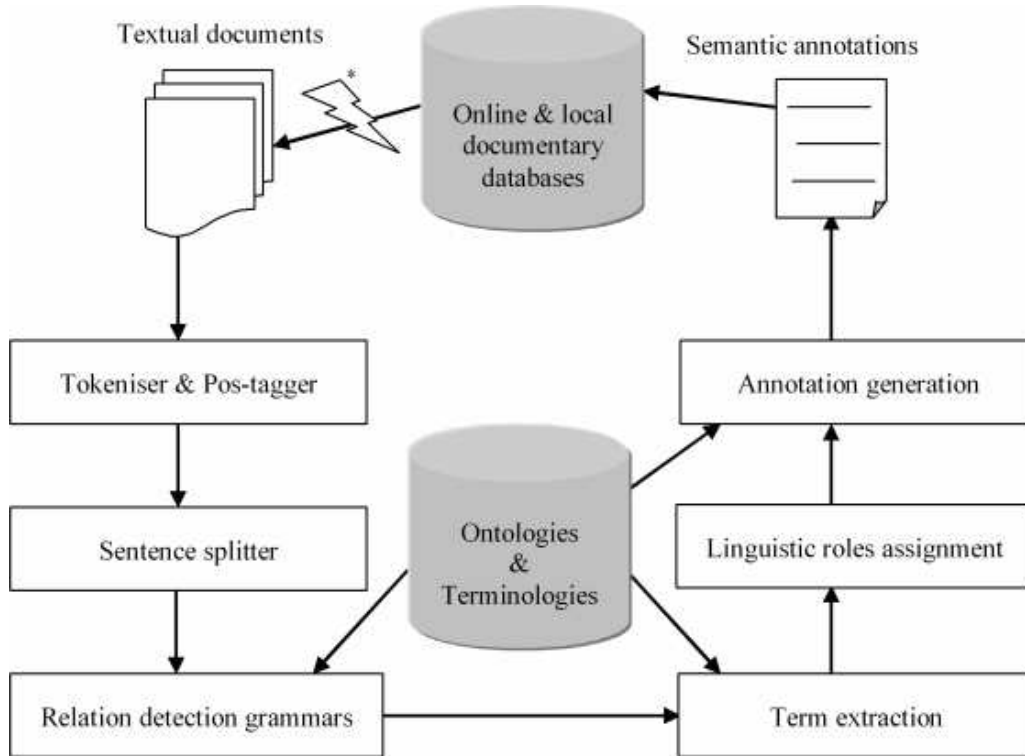 Textual documents
Semantic annotations
*
Online & local
documentary
databases
Tokeniser & Pos-tagger
Annotation generation
Sentence splitter
Ontologies
&
Terminologies
Linguistic roles assignment
Relation detection grammars
Term extraction